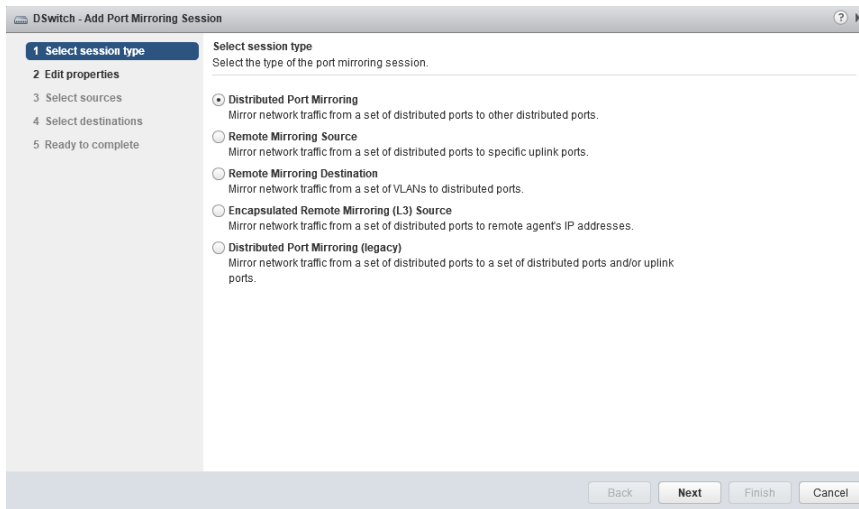 DSwitch - Add Port Mirroring Session
?
1 Select session type
2 Edit properties
3 Select sources
4 Select destinations
5 Ready to complete
Select session type
Select the type of the port mirroring session.
Distributed Port Mirroring
Mirror network traffic from a set of distributed ports to other distributed ports.
Remote Mirroring Source
Mirror network traffic from a set of distributed ports to specific uplink ports.
Remote Mirroring Destination
Mirror network traffic from a set of VLANs to distributed ports.
Encapsulated Remote Mirroring (L3) Source
Mirror network traffic from a set of distributed ports to remote agent's IP addresses.
Distributed Port Mirroring (legacy)
Mirror network traffic from a set of distributed ports to a set of distributed ports and/or uplink
ports.
Back Next Finish Cancel